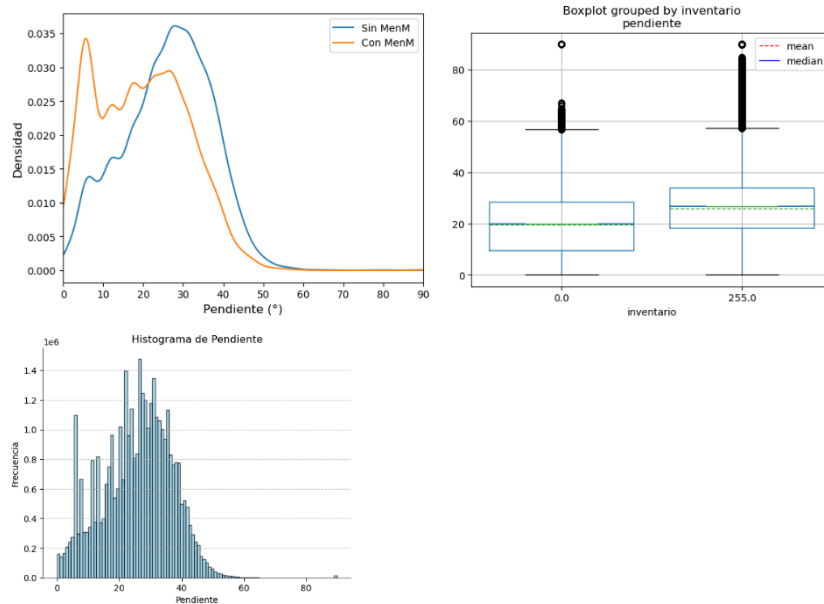 Sin MenM
Con MenM
0.035
0.030
0.025
0.020
0.015
0.010
0.005
0.000
Densidad
0 10 20 30 40 50 60 70 80 90
Pendiente (°)
Boxplot grouped by inventario
pendiente
mean
median
80
60
40
20
0
0.0 255.0
inventario
Histograma de Pendiente
1e6
1.4
1.2
1.0
0.8
0.6
0.4
0.2
0.0
Frecuencia
0 20 40 60 80
Pendiente